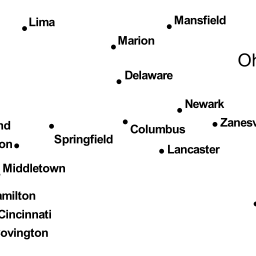 Lima
Mansfield
Marion
Oh
Delaware
Newark
Zanesv
nd
Columbus
on
Springfield
Lancaster
Middletown
amilton
Cincinnati
ovington